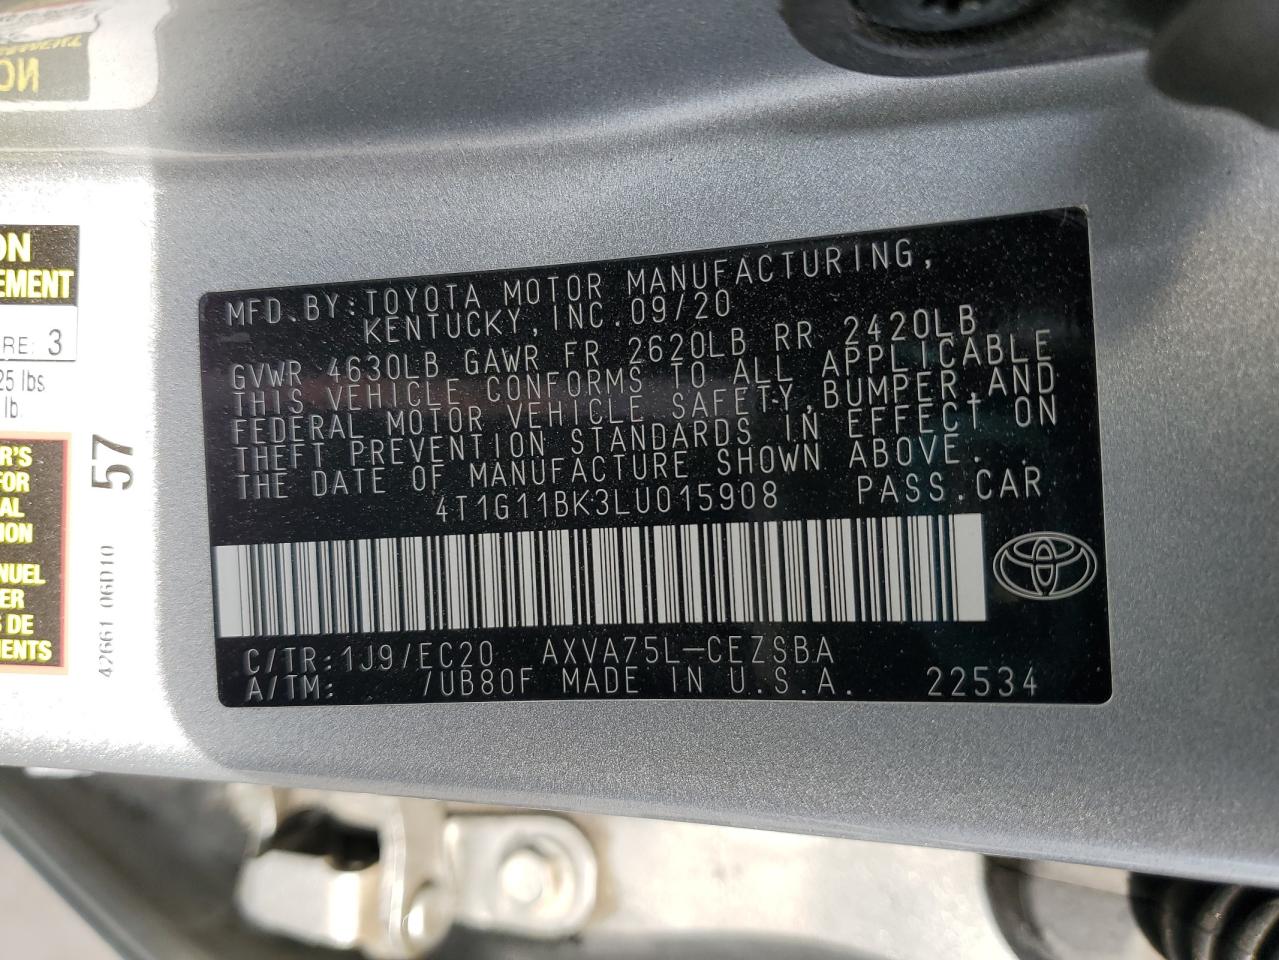 NO
ON
EMENT
RE: 3
25 lbs
lb
R'S
FOR
AL
ION
NUEL
ER
S DE
MENTS
57
42661 06D10
MFD.BY:TOYOTA MOTOR MANUFACTURING,
KENTUCKY,INC.09/20
GVWR 4630LB GAWR FR 2620LB RR 2420LB
THIS VEHICLE CONFORMS TO ALL APPLICABLE
FEDERAL MOTOR VEHICLE SAFETY,BUMPER,AND
THEFT PREVENTION STANDARDS IN EFFECT ON
THE DATE OF MANUFACTURE SHOWN ABOVE.
4T1G11BK3LU015908 PASS.CAR
C/TR:1J9/EC20 AXVA75L-CEZSBA
A/TM: /UB80F MADE IN U.S.A. 22534